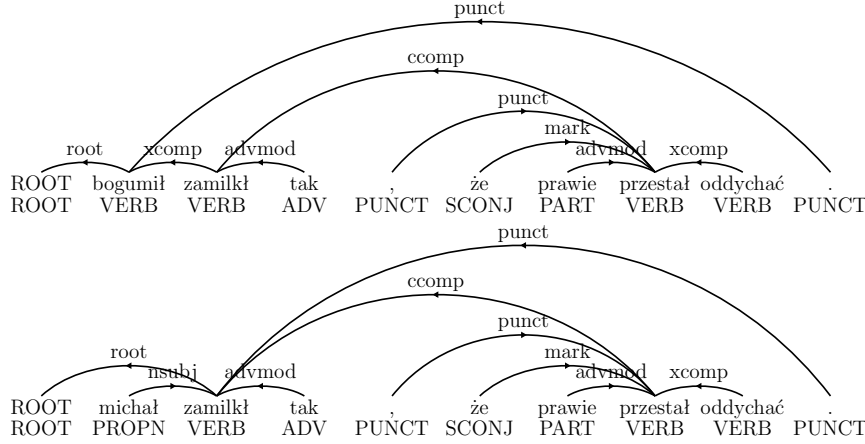 punct
ccomp
punct
mark
root xcomp advmod advmod xcomp
ROOT bogumił zamilkł tak , że prawie przestał oddychać .
ROOT VERB VERB ADV PUNCT SCONJ PART VERB VERB PUNCT
punct
ccomp
punct
root mark
nsubj advmod advmod xcomp
ROOT michał zamilkł tak , że prawie przestał oddychać .
ROOT PROPN VERB ADV PUNCT SCONJ PART VERB VERB PUNCT